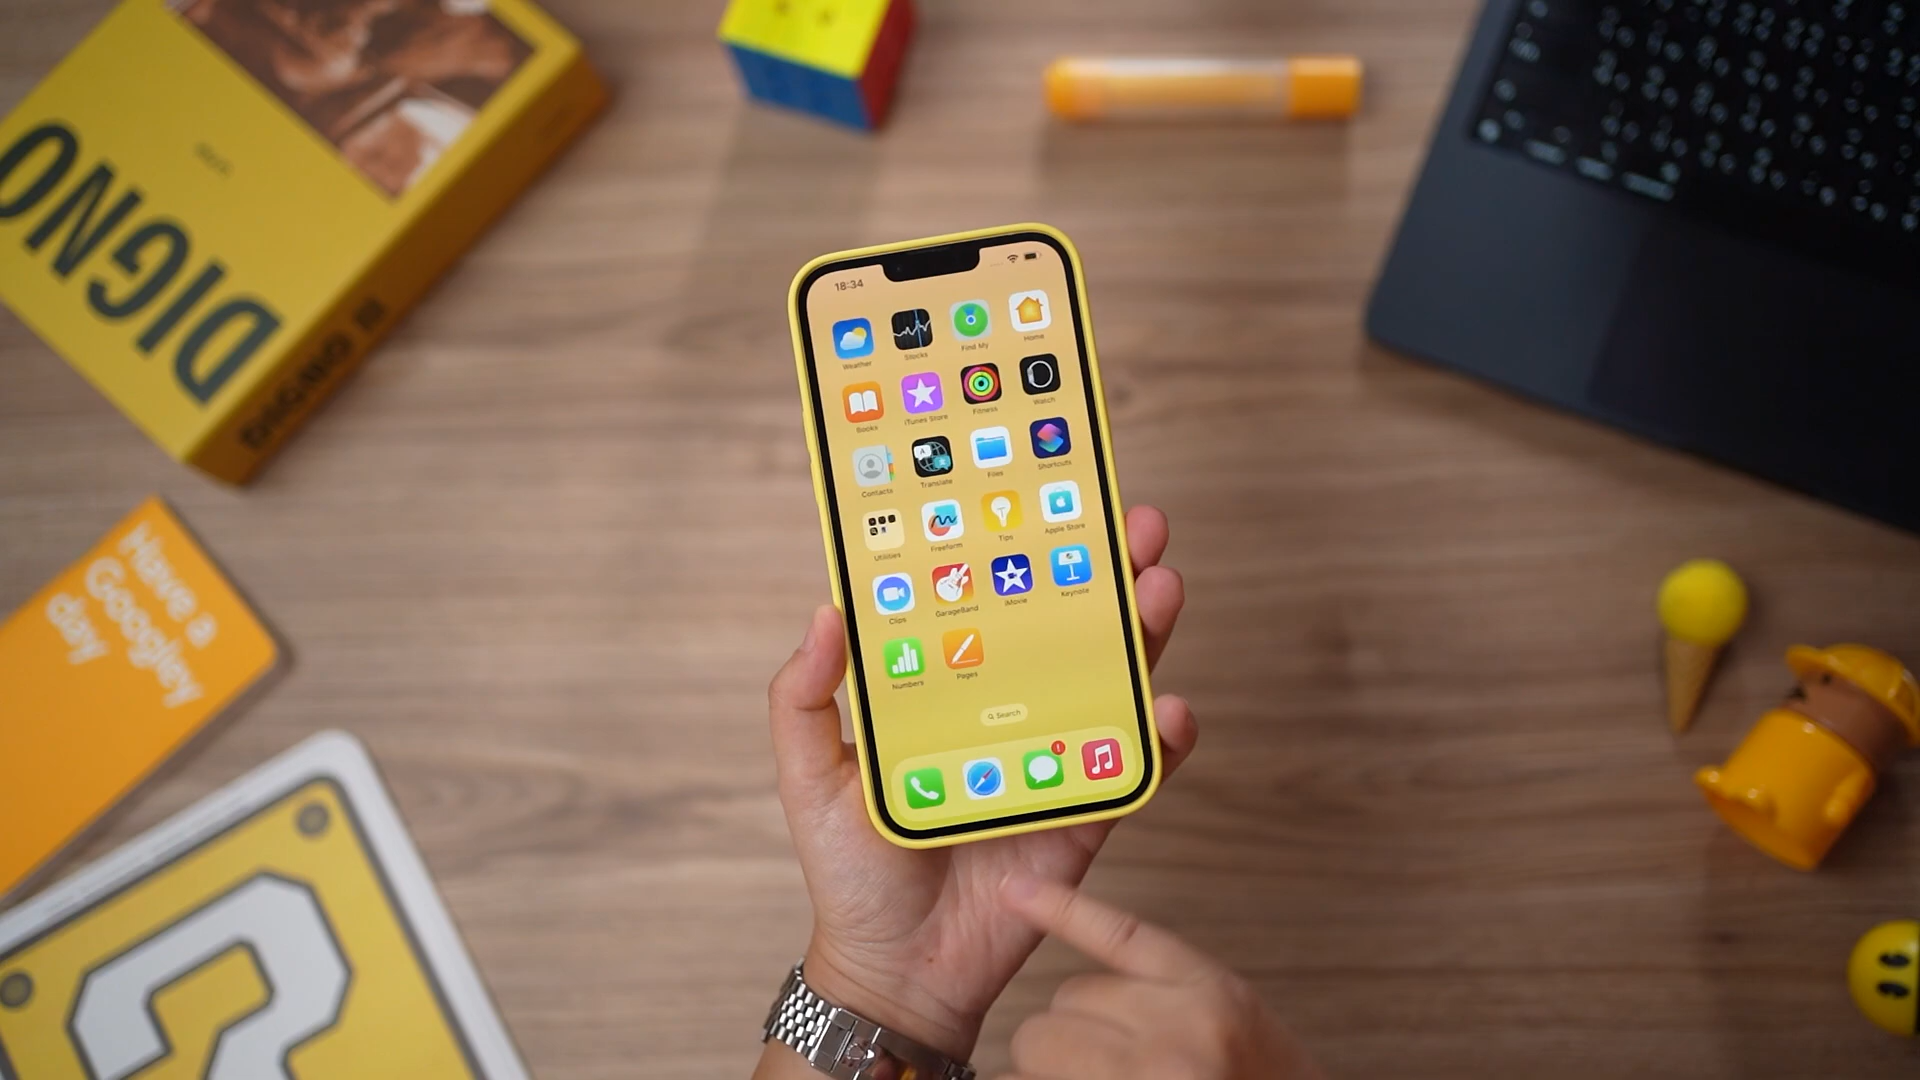 DIGNO
Have a
Googley
day
18:34
Weather
Stocks
Find My
Home
Books
iTunes Store
Fitness
Watch
Contacts
Translate
Files
Shortcuts
Utilities
Freeform
Tips
Apple Store
Clips
GarageBand
iMovie
Keynote
Numbers
Pages
Search
1